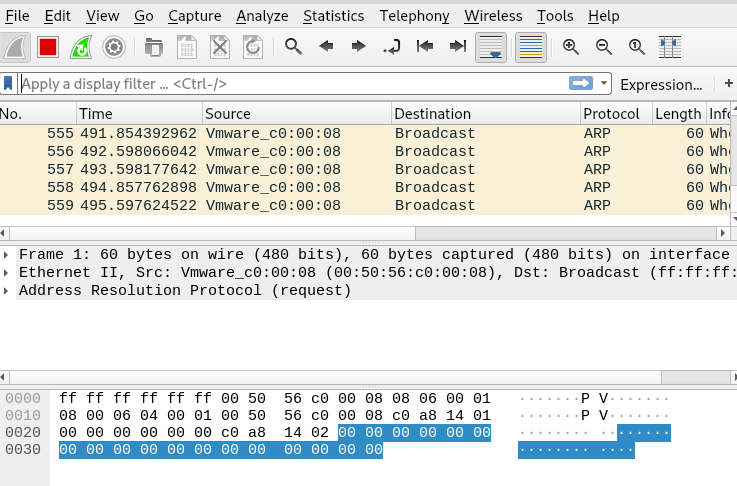 File Edit View Go Capture Analyze Statistics Telephony Wireless Tools Help
Apply a display filter ... <Ctrl-/> Expression... +
No. Time Source Destination Protocol Length Info
555 491.854392962 Vmware_c0:00:08 Broadcast ARP 60 Who
556 492.598066042 Vmware_c0:00:08 Broadcast ARP 60 Who
557 493.598177642 Vmware_c0:00:08 Broadcast ARP 60 Who
558 494.857762898 Vmware_c0:00:08 Broadcast ARP 60 Who
559 495.597624522 Vmware_c0:00:08 Broadcast ARP 60 Who
Frame 1: 60 bytes on wire (480 bits), 60 bytes captured (480 bits) on interface
Ethernet II, Src: Vmware_c0:00:08 (00:50:56:c0:00:08), Dst: Broadcast (ff:ff:ff:
Address Resolution Protocol (request)
0000 ff ff ff ff ff ff 00 50 56 c0 00 08 08 06 00 01 ·······P V·······
0010 08 00 06 04 00 01 00 50 56 c0 00 08 c0 a8 14 01 ·······P V·······
0020 00 00 00 00 00 00 c0 a8 14 02 00 00 00 00 00 00 ········ ········
0030 00 00 00 00 00 00 00 00 00 00 00 00 ········ ····